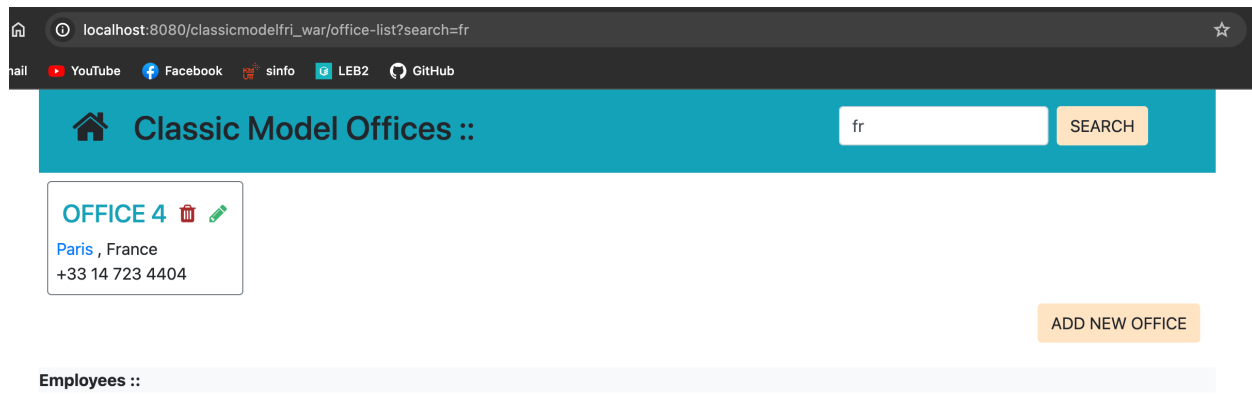 localhost:8080/classicmodelfri_war/office-list?search=fr
nail YouTube Facebook sinfo LEB2 GitHub
Classic Model Offices :: fr SEARCH
OFFICE 4
Paris , France
+33 14 723 4404
ADD NEW OFFICE
Employees ::